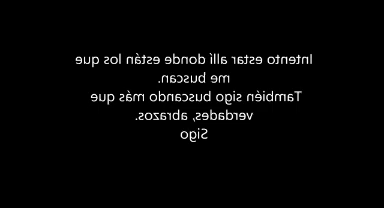 Intento estar allí donde están los que
me buscan.
También sigo buscando más que
verdades, abrazos.
Sigo